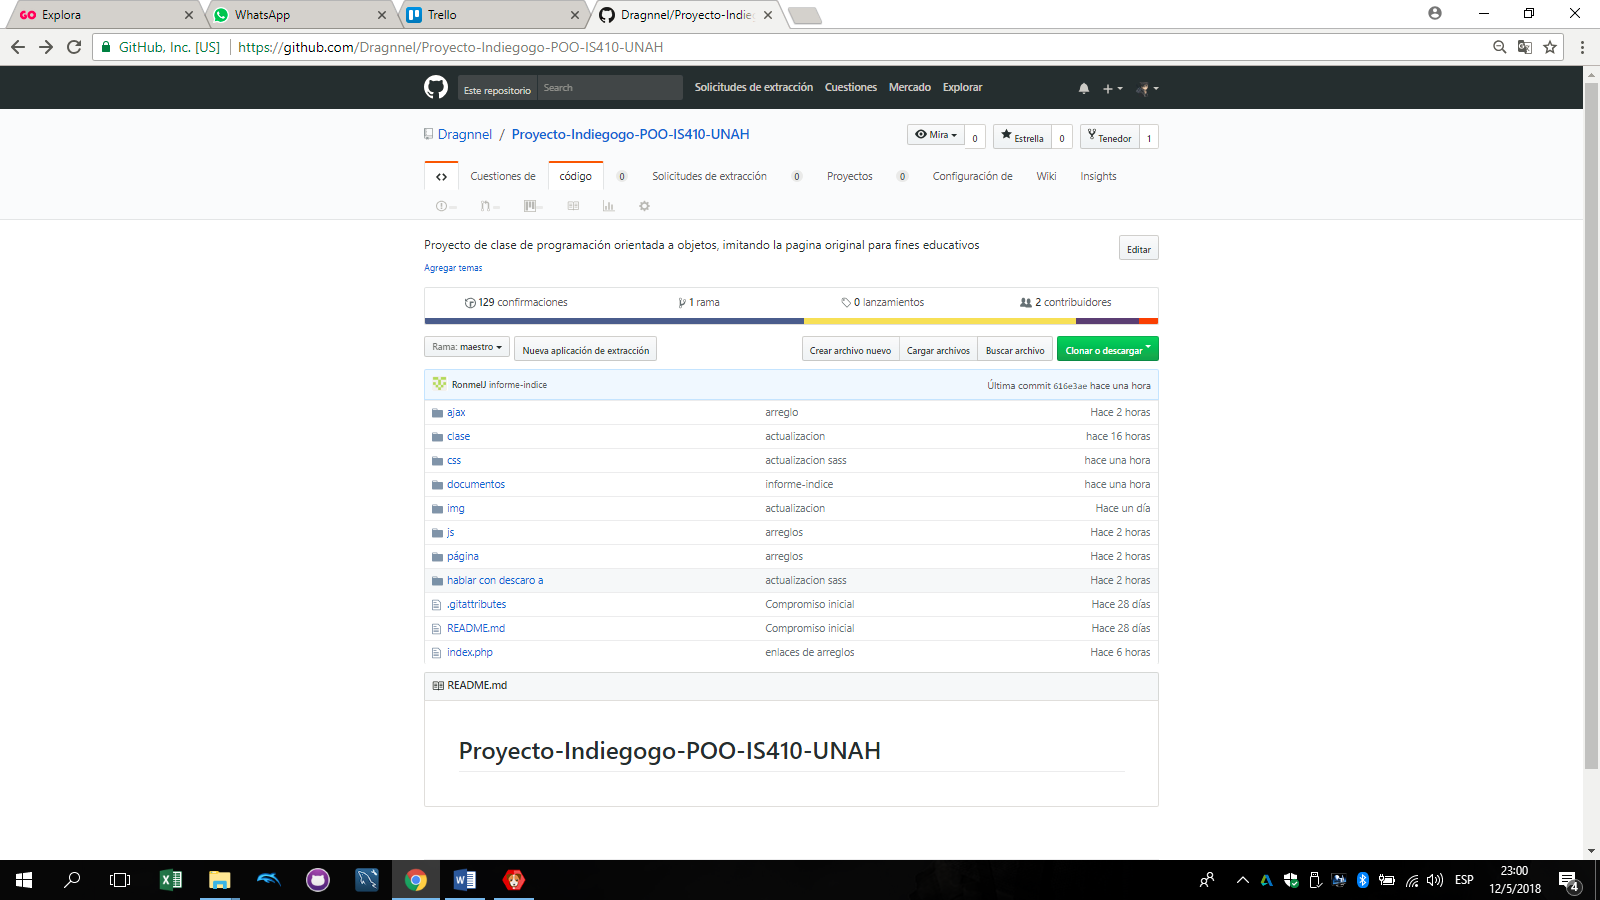 GO Explora
WhatsApp
Trello
Dragnnel/Proyecto-Indie
GitHub, Inc. [US] https://github.com/Dragnnel/Proyecto-Indiegogo-POO-IS410-UNAH
Este repositorio Search Solicitudes de extracción Cuestiones Mercado Explorar
Dragnnel / Proyecto-Indiegogo-POO-IS410-UNAH Mira 0 Estrella 0 Tenedor 1
<> Cuestiones de código 0 Solicitudes de extracción 0 Proyectos 0 Configuración de Wiki Insights
Proyecto de clase de programación orientada a objetos, imitando la pagina original para fines educativos Editar
Agregar temas
129 confirmaciones 1 rama 0 lanzamientos 2 contribuidores
Rama: maestro Nueva aplicación de extracción Crear archivo nuevo Cargar archivos Buscar archivo Clonar o descargar
RonmelJ informe-indice Última commit 616e3ae hace una hora
ajax arreglo Hace 2 horas
clase actualizacion hace 16 horas
css actualizacion sass hace una hora
documentos informe-indice hace una hora
img actualizacion Hace un día
js arreglos Hace 2 horas
página arreglos Hace 2 horas
hablar con descaro a actualizacion sass Hace 2 horas
.gitattributes Compromiso inicial Hace 28 días
README.md Compromiso inicial Hace 28 días
index.php enlaces de arreglos Hace 6 horas
README.md
Proyecto-Indiegogo-POO-IS410-UNAH
ESP
23:00
12/5/2018
4